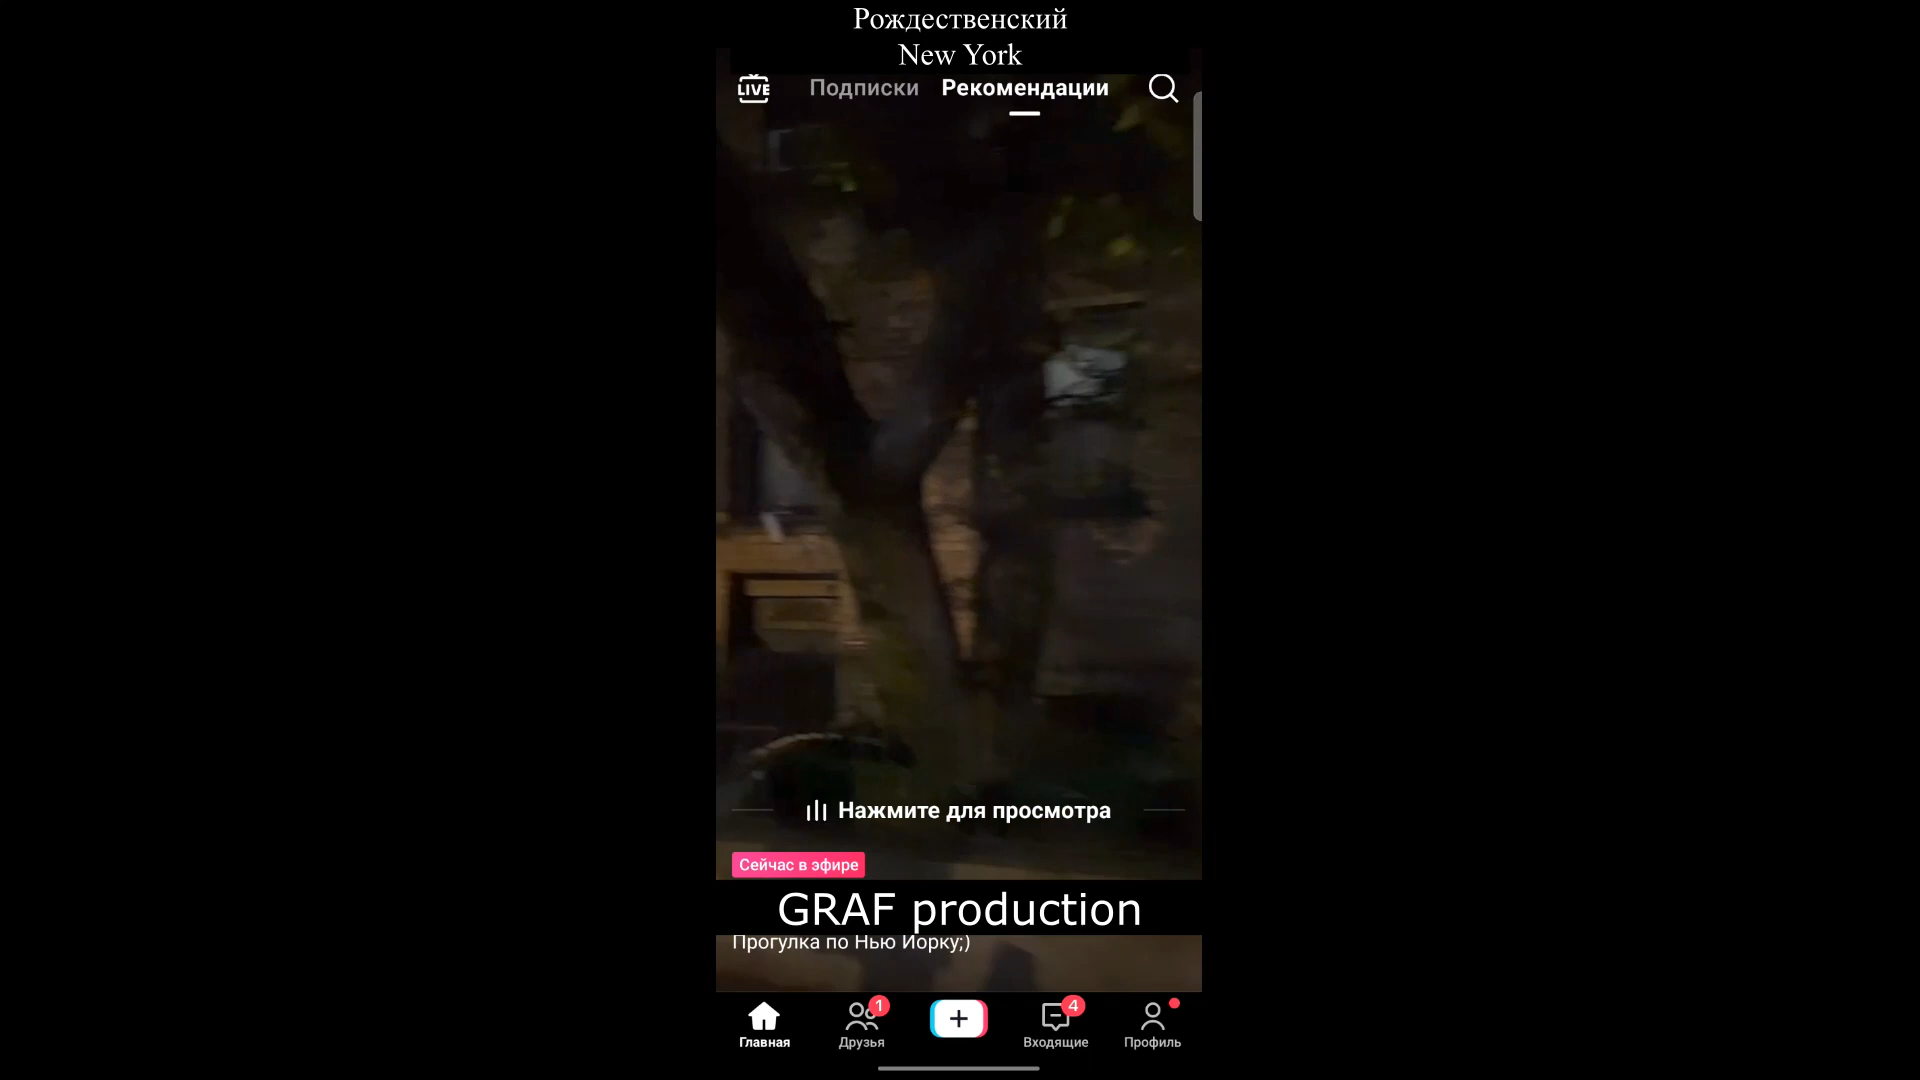 Рождественский
New York
LIVE
Подписки Рекомендации
Нажмите для просмотра
Сейчас в эфире
GRAF production
Прогулка по Нью Йорку;)
1
4
Главная Друзья Входящие Профиль